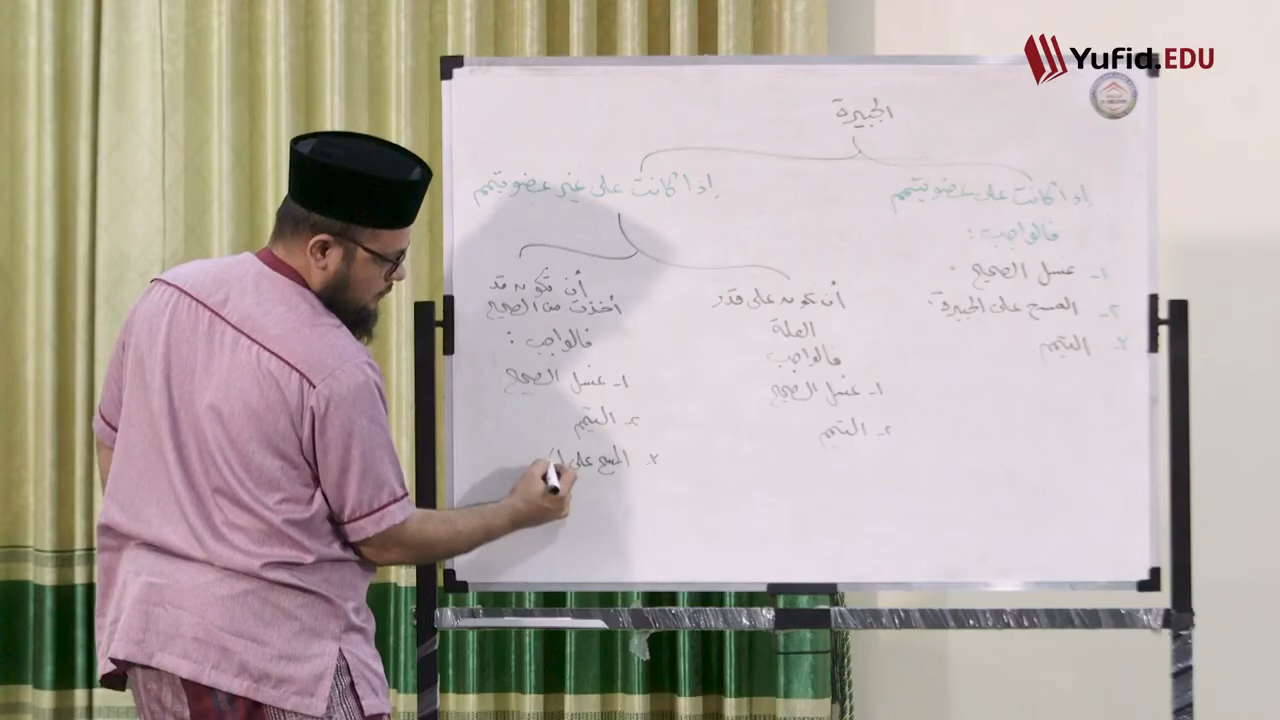 Yufid.EDU
الجبيرة
إذا كانت على عضو تيمم
فالواجب :
١- غسل الصحيح .
٢- المسح على الجبيرة .
٣- التيمم
إذا كانت على غير عضو تيمم
أن تكون على قدر
العلة
فالواجب
١- غسل الصحيح
٢- التيمم
أن تكون قد
أخذت من الصحيح
فالواجب :
١- غسل الصحيح
٢- التيمم
٣- المسح على